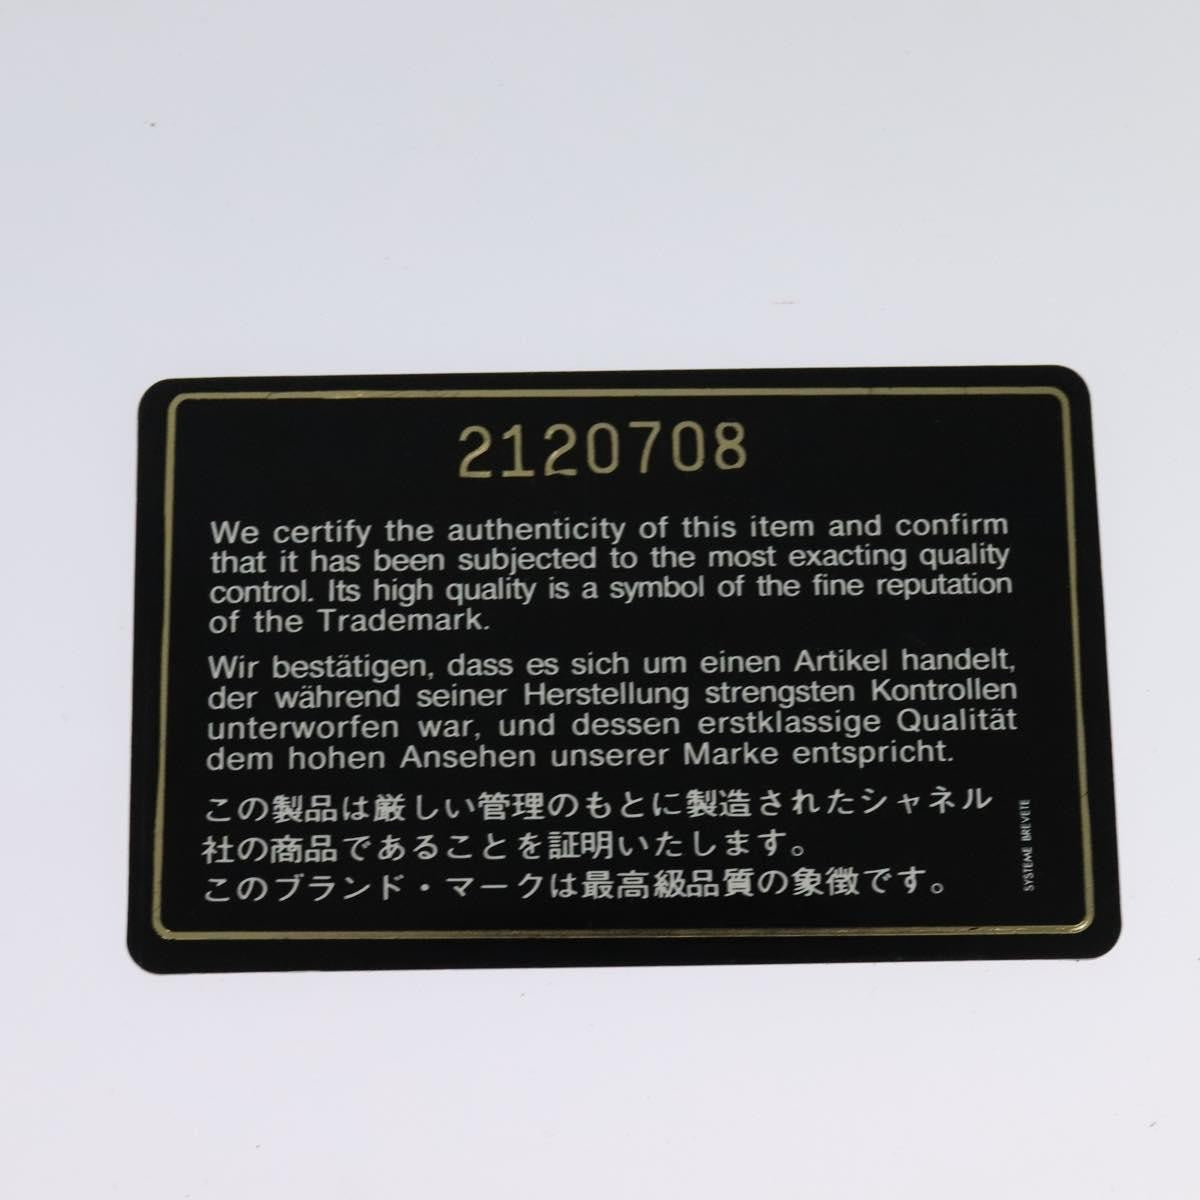 2120708
We certify the authenticity of this item and confirm
that it has been subjected to the most exacting quality
control. Its high quality is a symbol of the fine reputation
of the Trademark.
Wir bestätigen, dass es sich um einen Artikel handelt,
der während seiner Herstellung strengsten Kontrollen
unterworfen war, und dessen erstklassige Qualität
dem hohen Ansehen unserer Marke entspricht.
この製品は厳しい管理のもとに製造されたシャネル
社の商品であることを証明いたします。
このブランド・マークは最高級品質の象徴です。
SYSTEME BREVETE